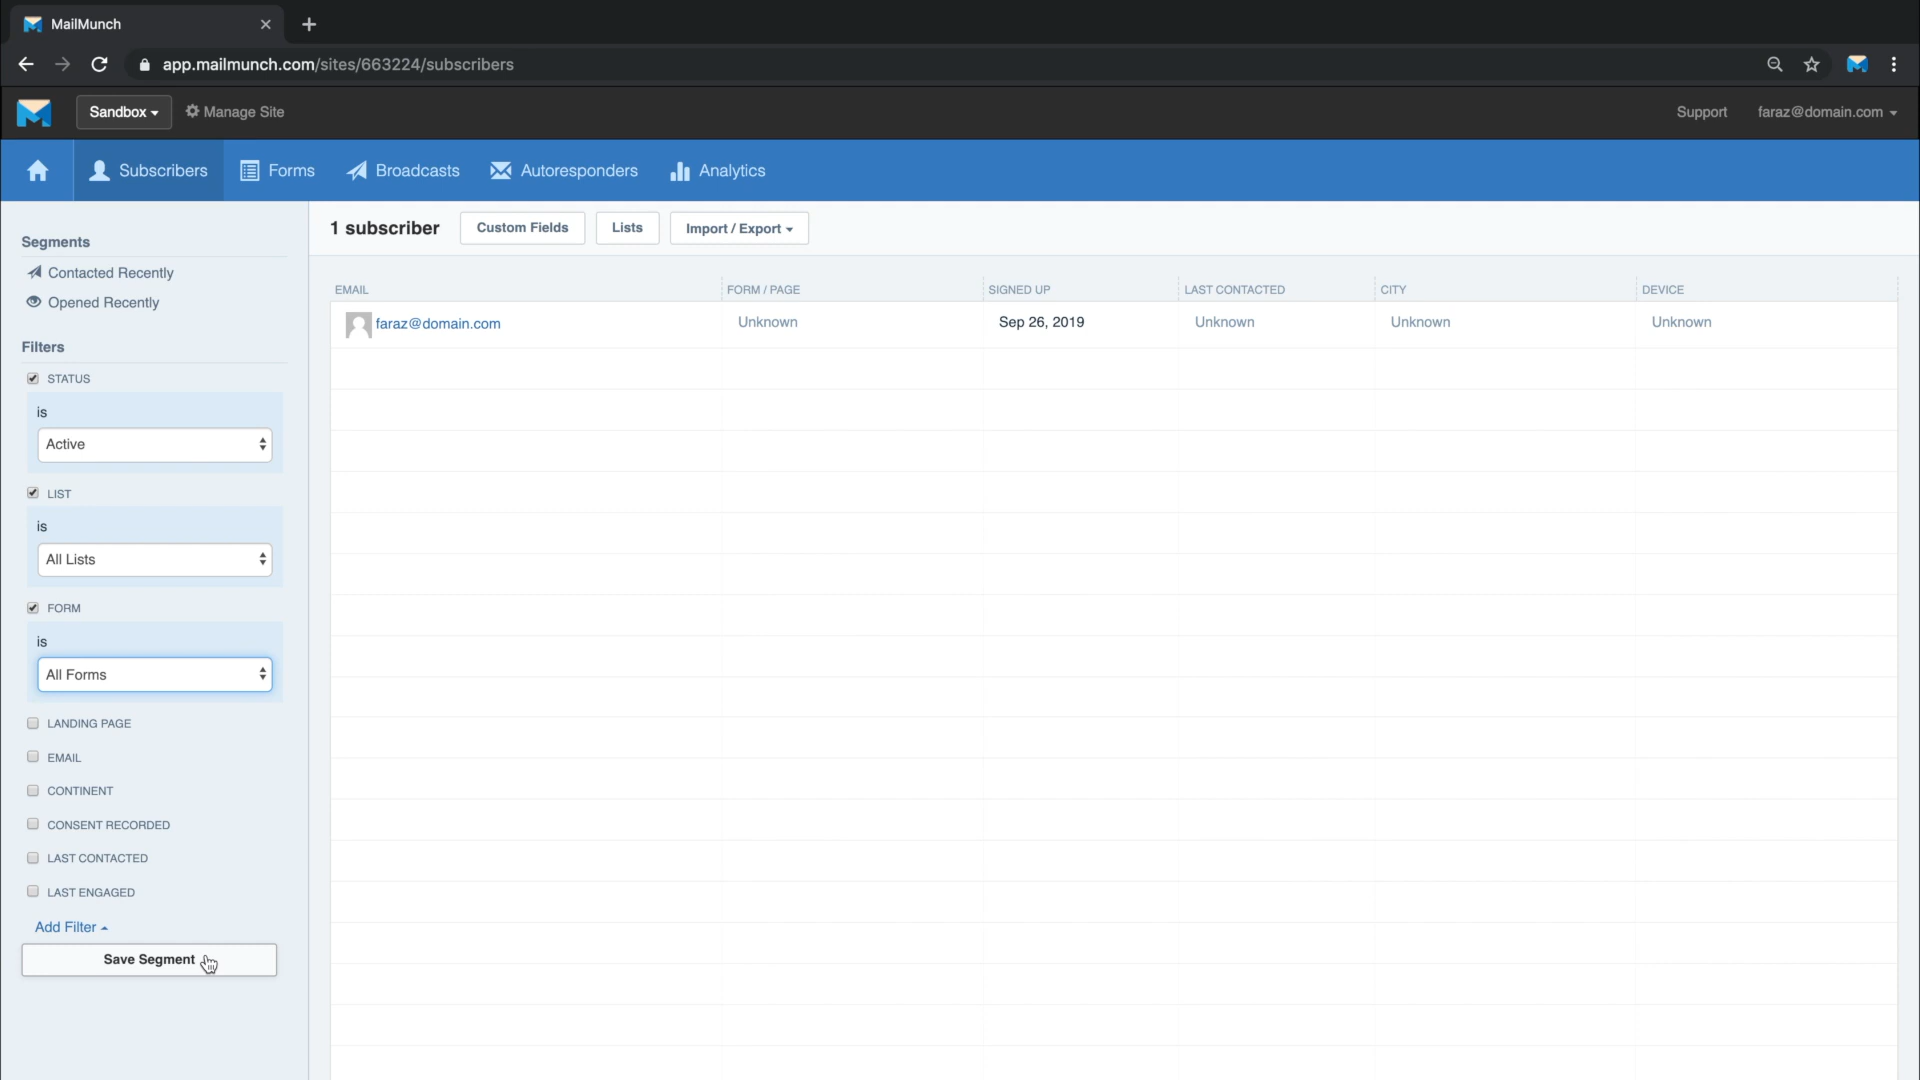 MailMunch
app.mailmunch.com/sites/663224/subscribers
Sandbox
Manage Site
Support
faraz@domain.com
Subscribers
Forms
Broadcasts
Autoresponders
Analytics
Segments
Contacted Recently
Opened Recently
Filters
STATUS
is
Active
LIST
is
All Lists
FORM
is
All Forms
LANDING PAGE
EMAIL
CONTINENT
CONSENT RECORDED
LAST CONTACTED
LAST ENGAGED
Add Filter
Save Segment
1 subscriber
Custom Fields
Lists
Import / Export
EMAIL FORM / PAGE SIGNED UP LAST CONTACTED CITY DEVICE
faraz@domain.com Unknown Sep 26, 2019 Unknown Unknown Unknown